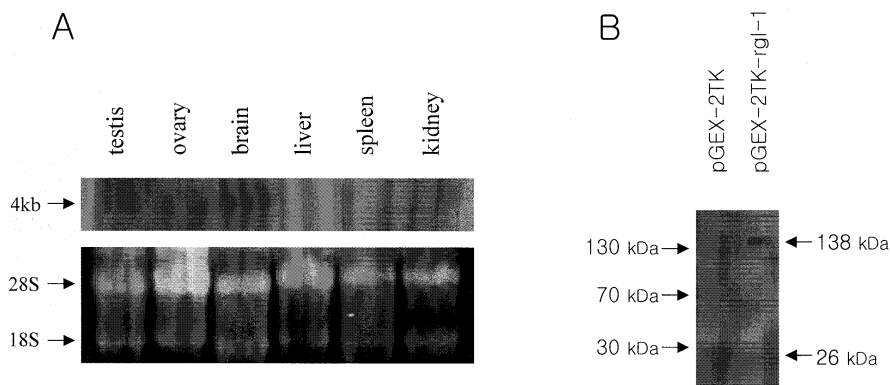 A
testis
ovary
brain
liver
spleen
kidney
4kb
28S
18S
B
pGEX-2TK
pGEX-2TK-rgl-1
130 kDa
138 kDa
70 kDa
30 kDa
26 kDa